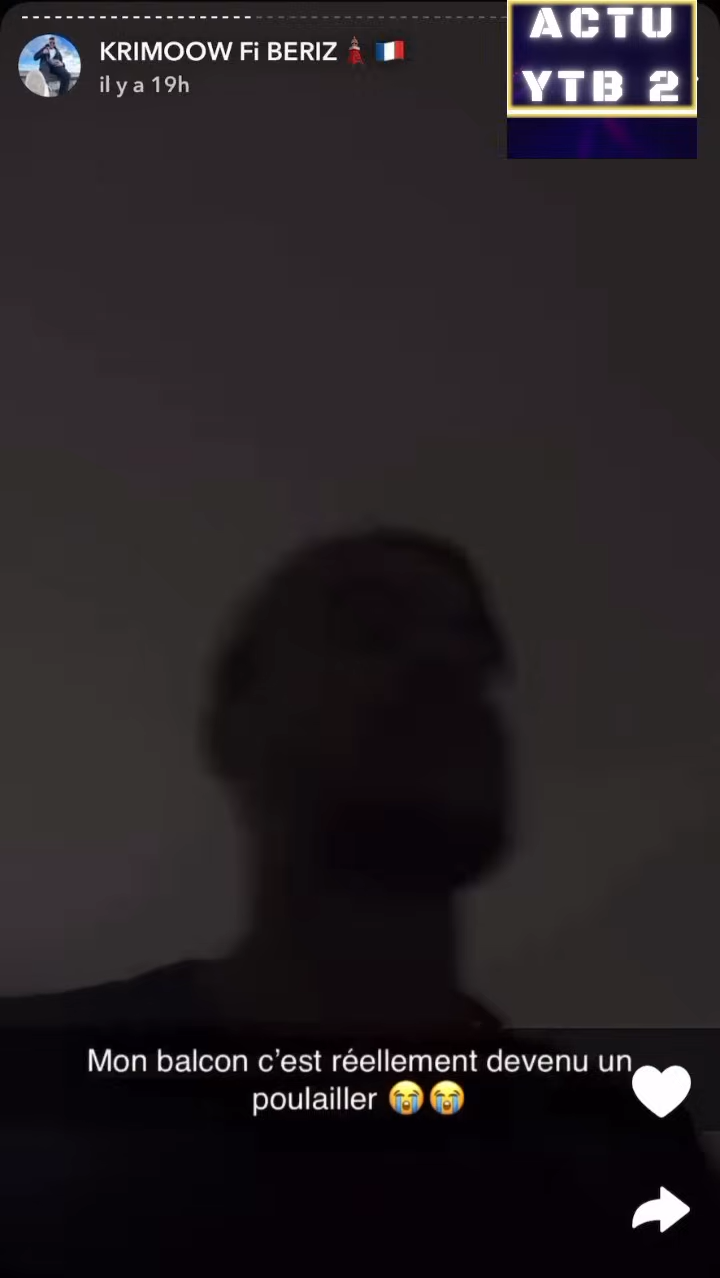 KRIMOOW Fi BERIZ 💃 🇫🇷
il y a 19h
ACTU
YTB 2
Mon balcon c’est réellement devenu un
poulailler 😭😭